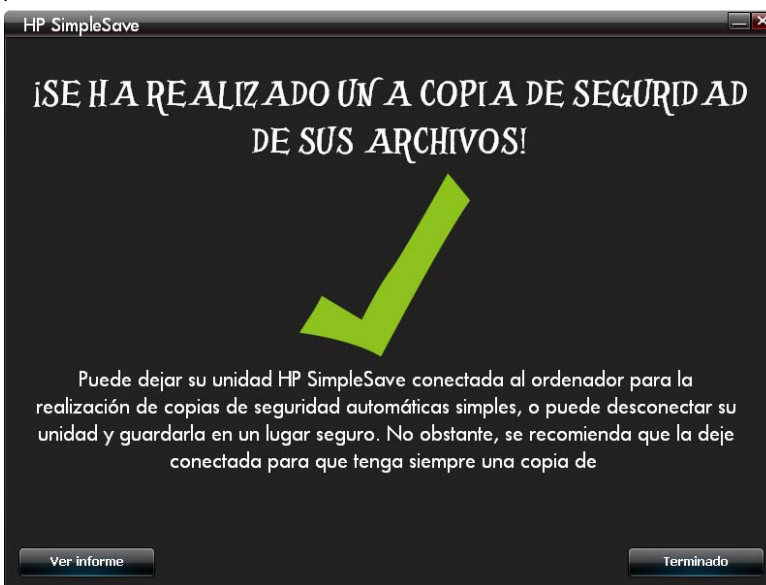 HP SimpleSave
¡SE HA REALIZADO UNA COPIA DE SEGURIDAD
DE SUS ARCHIVOS!
Puede dejar su unidad HP SimpleSave conectada al ordenador para la
realización de copias de seguridad automáticas simples, o puede desconectar su
unidad y guardarla en un lugar seguro. No obstante, se recomienda que la deje
conectada para que tenga siempre una copia de
Ver informe
Terminado